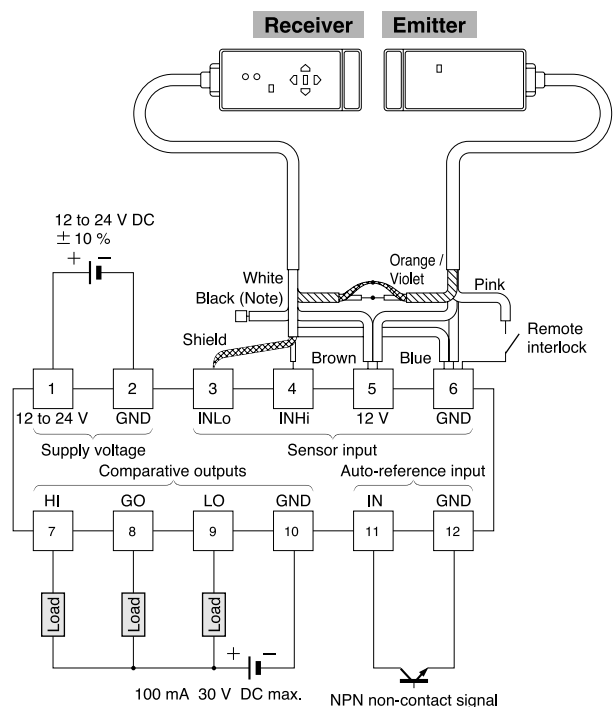 Receiver Emitter
12 to 24 V DC
± 10 %
+ −
White
Orange /
Violet
Pink
Black (Note)
Shield
Brown
Blue
Remote
interlock
1 2 3 4 5 6
12 to 24 V GND INLo INHi 12 V GND
Supply voltage Sensor input
Comparative outputs Auto-reference input
HI GO LO GND IN GND
7 8 9 10 11 12
Load Load Load
+ −
100 mA 30 V DC max.
NPN non-contact signal